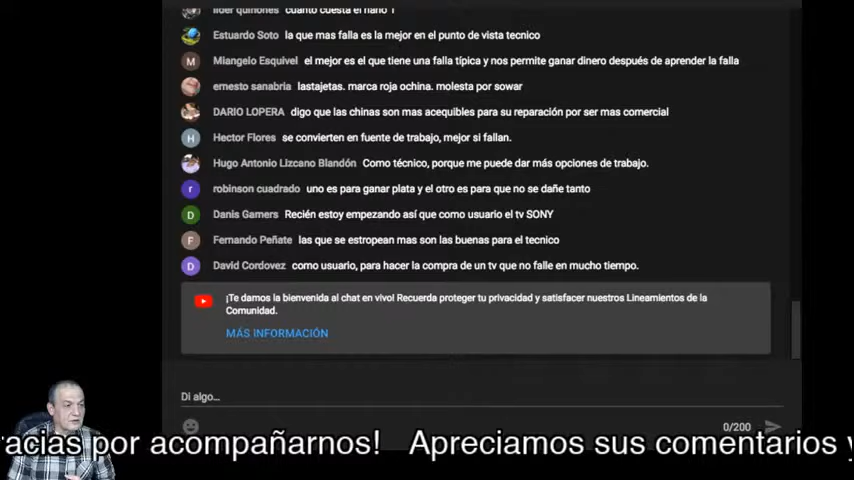 lider quiñones cuanto cuesta el nano 1
Estuardo Soto la que mas falla es la mejor en el punto de vista tecnico
M Miangelo Esquivel el mejor es el que tiene una falla típica y nos permite ganar dinero después de aprender la falla
ernesto sanabria lastajetas. marca roja ochina. molesta por sowar
DARIO LOPERA digo que las chinas son mas acequibles para su reparación por ser mas comercial
H Hector Flores se convierten en fuente de trabajo, mejor si fallan.
Hugo Antonio Lizcano Blandón Como técnico, porque me puede dar más opciones de trabajo.
r robinson cuadrado uno es para ganar plata y el otro es para que no se dañe tanto
D Danis Gamers Recién estoy empezando así que como usuario el tv SONY
F Fernando Peñate las que se estropean mas son las buenas para el tecnico
D David Cordovez como usuario, para hacer la compra de un tv que no falle en mucho tiempo.
¡Te damos la bienvenida al chat en vivo! Recuerda proteger tu privacidad y satisfacer nuestros Lineamientos de la
Comunidad.
MÁS INFORMACIÓN
Di algo...
0/200
racias por acompañarnos! Apreciamos sus comentarios y